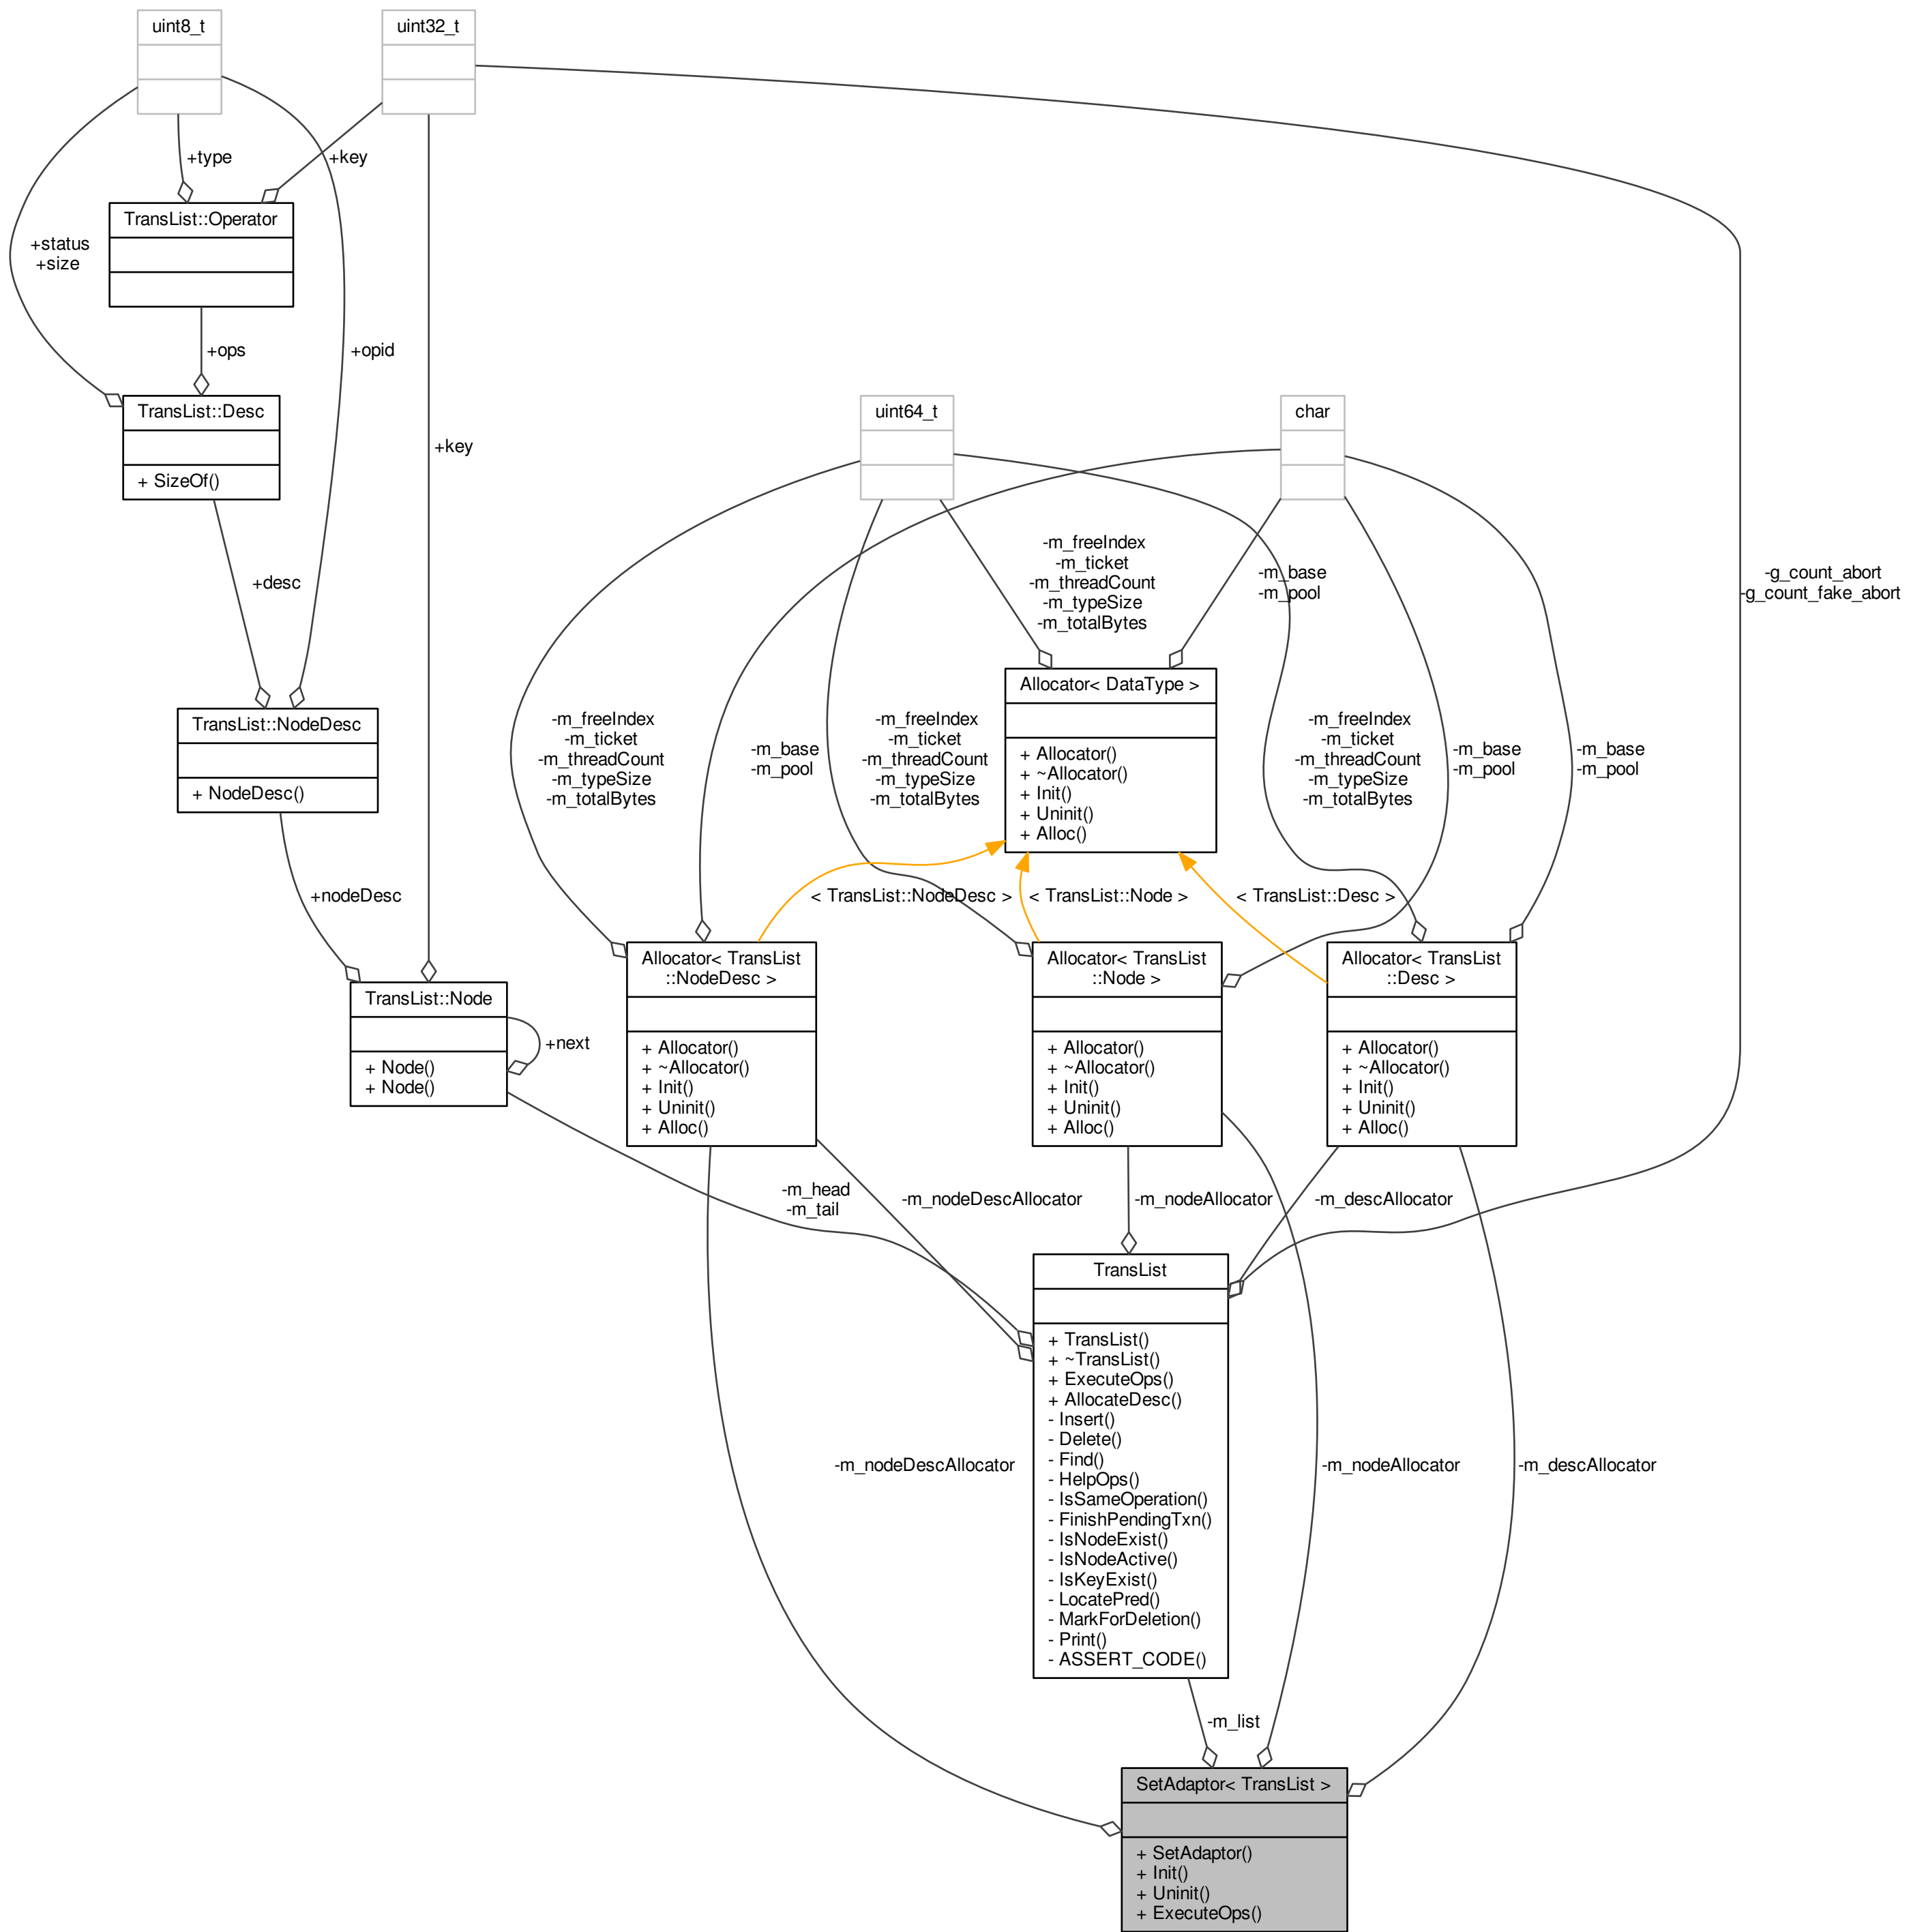 uint8_t
uint32_t
+type
+key
TransList::Operator
+status
+size
+ops
+opid
TransList::Desc
+ SizeOf()
+key
uint64_t
char
+desc
-m_freeIndex
-m_ticket
-m_threadCount
-m_typeSize
-m_totalBytes
-m_base
-m_pool
-g_count_abort
-g_count_fake_abort
TransList::NodeDesc
+ NodeDesc()
-m_freeIndex
-m_ticket
-m_threadCount
-m_typeSize
-m_totalBytes
-m_base
-m_pool
-m_freeIndex
-m_ticket
-m_threadCount
-m_typeSize
-m_totalBytes
Allocator< DataType >
+ Allocator()
+ ~Allocator()
+ Init()
+ Uninit()
+ Alloc()
-m_freeIndex
-m_ticket
-m_threadCount
-m_typeSize
-m_totalBytes
-m_base
-m_pool
-m_base
-m_pool
+nodeDesc
< TransList::NodeDesc >
< TransList::Node >
< TransList::Desc >
TransList::Node
+ Node()
+ Node()
+next
Allocator< TransList
::NodeDesc >
+ Allocator()
+ ~Allocator()
+ Init()
+ Uninit()
+ Alloc()
Allocator< TransList
::Node >
+ Allocator()
+ ~Allocator()
+ Init()
+ Uninit()
+ Alloc()
Allocator< TransList
::Desc >
+ Allocator()
+ ~Allocator()
+ Init()
+ Uninit()
+ Alloc()
-m_head
-m_tail
-m_nodeDescAllocator
-m_nodeAllocator
-m_descAllocator
TransList
+ TransList()
+ ~TransList()
+ ExecuteOps()
+ AllocateDesc()
- Insert()
- Delete()
- Find()
- HelpOps()
- IsSameOperation()
- FinishPendingTxn()
- IsNodeExist()
- IsNodeActive()
- IsKeyExist()
- LocatePred()
- MarkForDeletion()
- Print()
- ASSERT_CODE()
-m_nodeDescAllocator
-m_nodeAllocator
-m_descAllocator
-m_list
SetAdaptor< TransList >
+ SetAdaptor()
+ Init()
+ Uninit()
+ ExecuteOps()